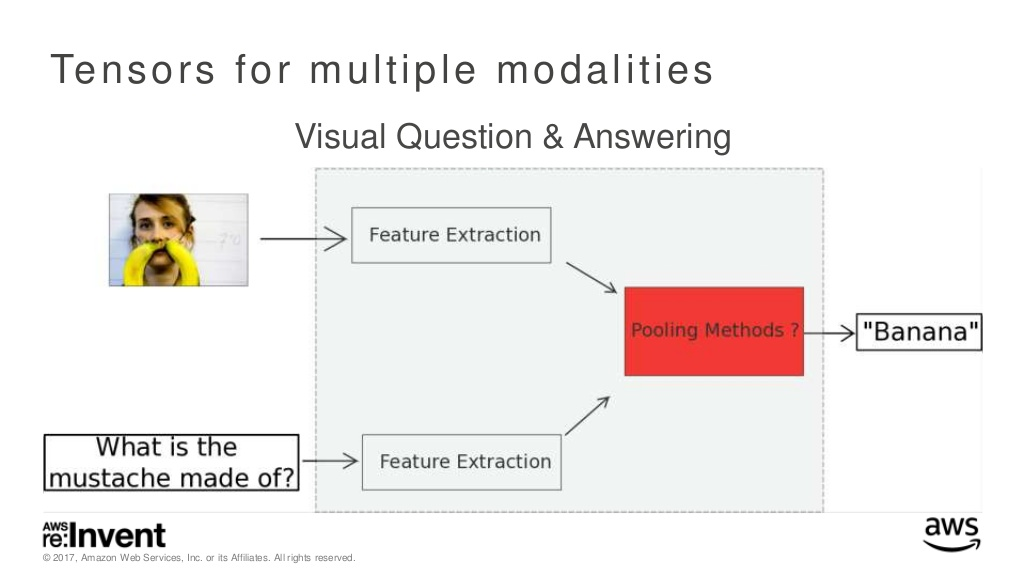 Tensors for multiple modalities
Visual Question & Answering
Feature Extraction
Pooling Methods ?
"Banana"
What is the
mustache made of?
Feature Extraction
AWS
re:Invent
aws
© 2017, Amazon Web Services, Inc. or its Affiliates. All rights reserved.